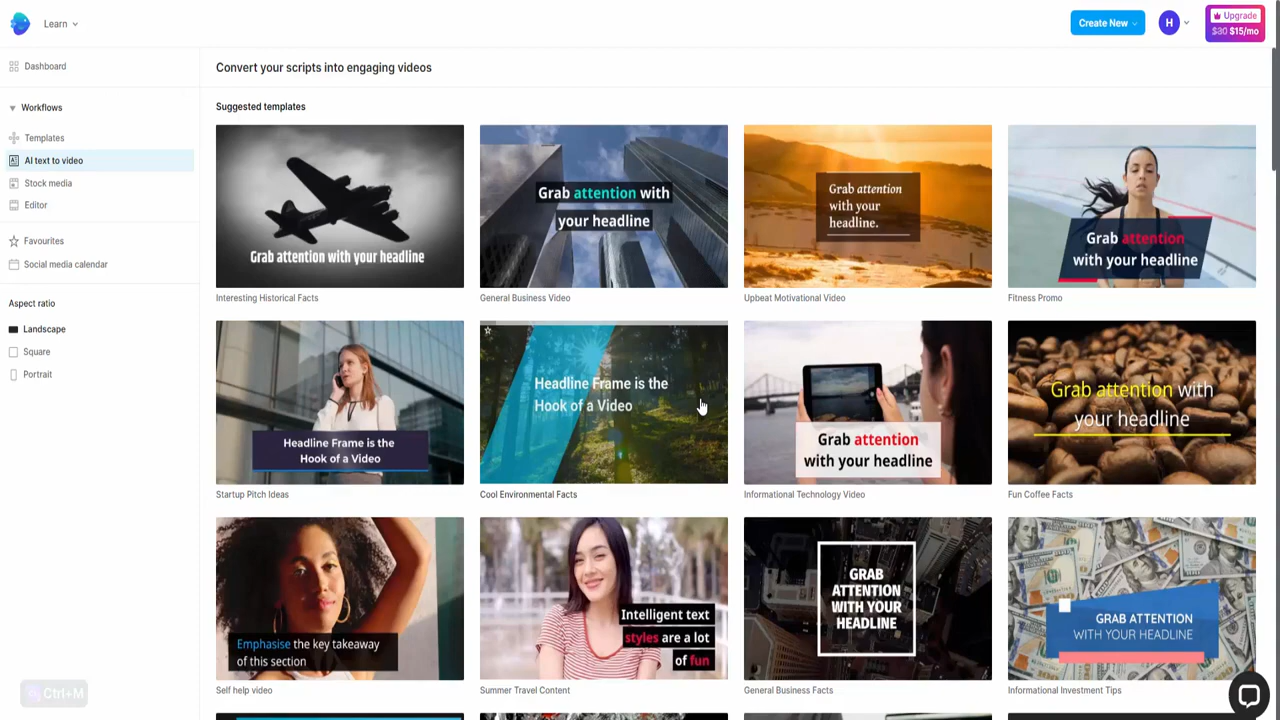 Learn
Create New
H
Upgrade
$30 $15/mo
Dashboard
Workflows
Templates
AI text to video
Stock media
Editor
Favourites
Social media calendar
Aspect ratio
Landscape
Square
Portrait
Convert your scripts into engaging videos
Suggested templates
Grab attention with your headline
Interesting Historical Facts
Grab attention with
your headline
General Business Video
Grab attention
with your
headline.
Upbeat Motivational Video
Grab attention
with your headline
Fitness Promo
Headline Frame is the
Hook of a Video
Startup Pitch Ideas
Headline Frame is the
Hook of a Video
Cool Environmental Facts
Grab attention
with your headline
Informational Technology Video
Grab attention with
your headline
Fun Coffee Facts
Emphasise the key takeaway
of this section
Self help video
Intelligent text
styles are a lot
of fun
Summer Travel Content
GRAB
ATTENTION
WITH YOUR
HEADLINE
General Business Facts
GRAB ATTENTION
WITH YOUR HEADLINE
Informational Investment Tips
Ctrl+M